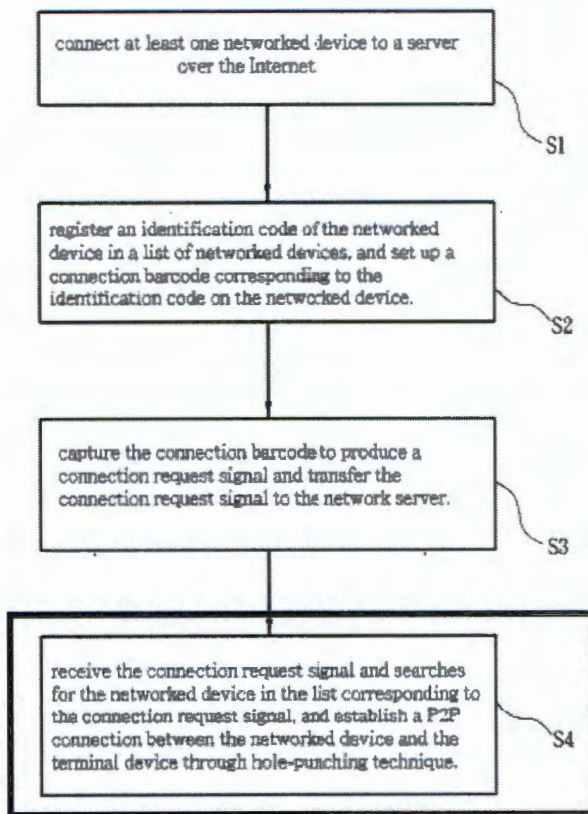 connect at least one networked device to a server
over the Internet
S1
register an identification code of the networked
device in a list of networked devices, and set up a
connection barcode corresponding to the
identification code on the networked device.
S2
capture the connection barcode to produce a
connection request signal and transfer the
connection request signal to the network server.
S3
receive the connection request signal and searches
for the networked device in the list corresponding to
the connection request signal, and establish a P2P
connection between the networked device and the
terminal device through hole-punching technique.
S4